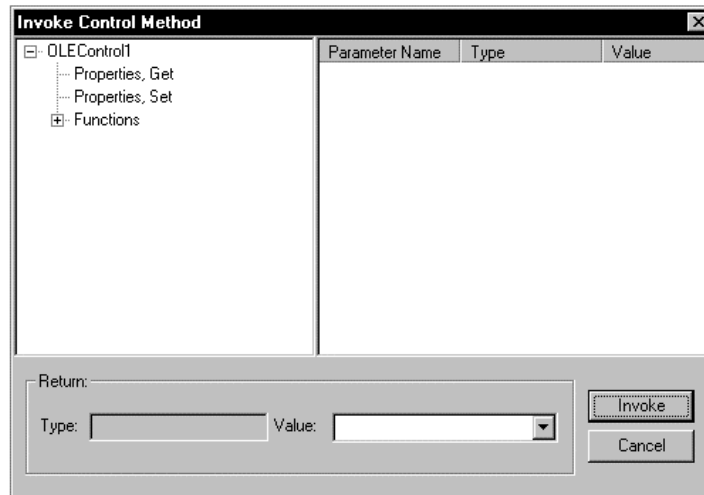 Invoke Control Method
OLEControl1
Properties, Get
Properties, Set
Functions
Parameter Name Type Value
Return:
Type: Value:
Invoke
Cancel